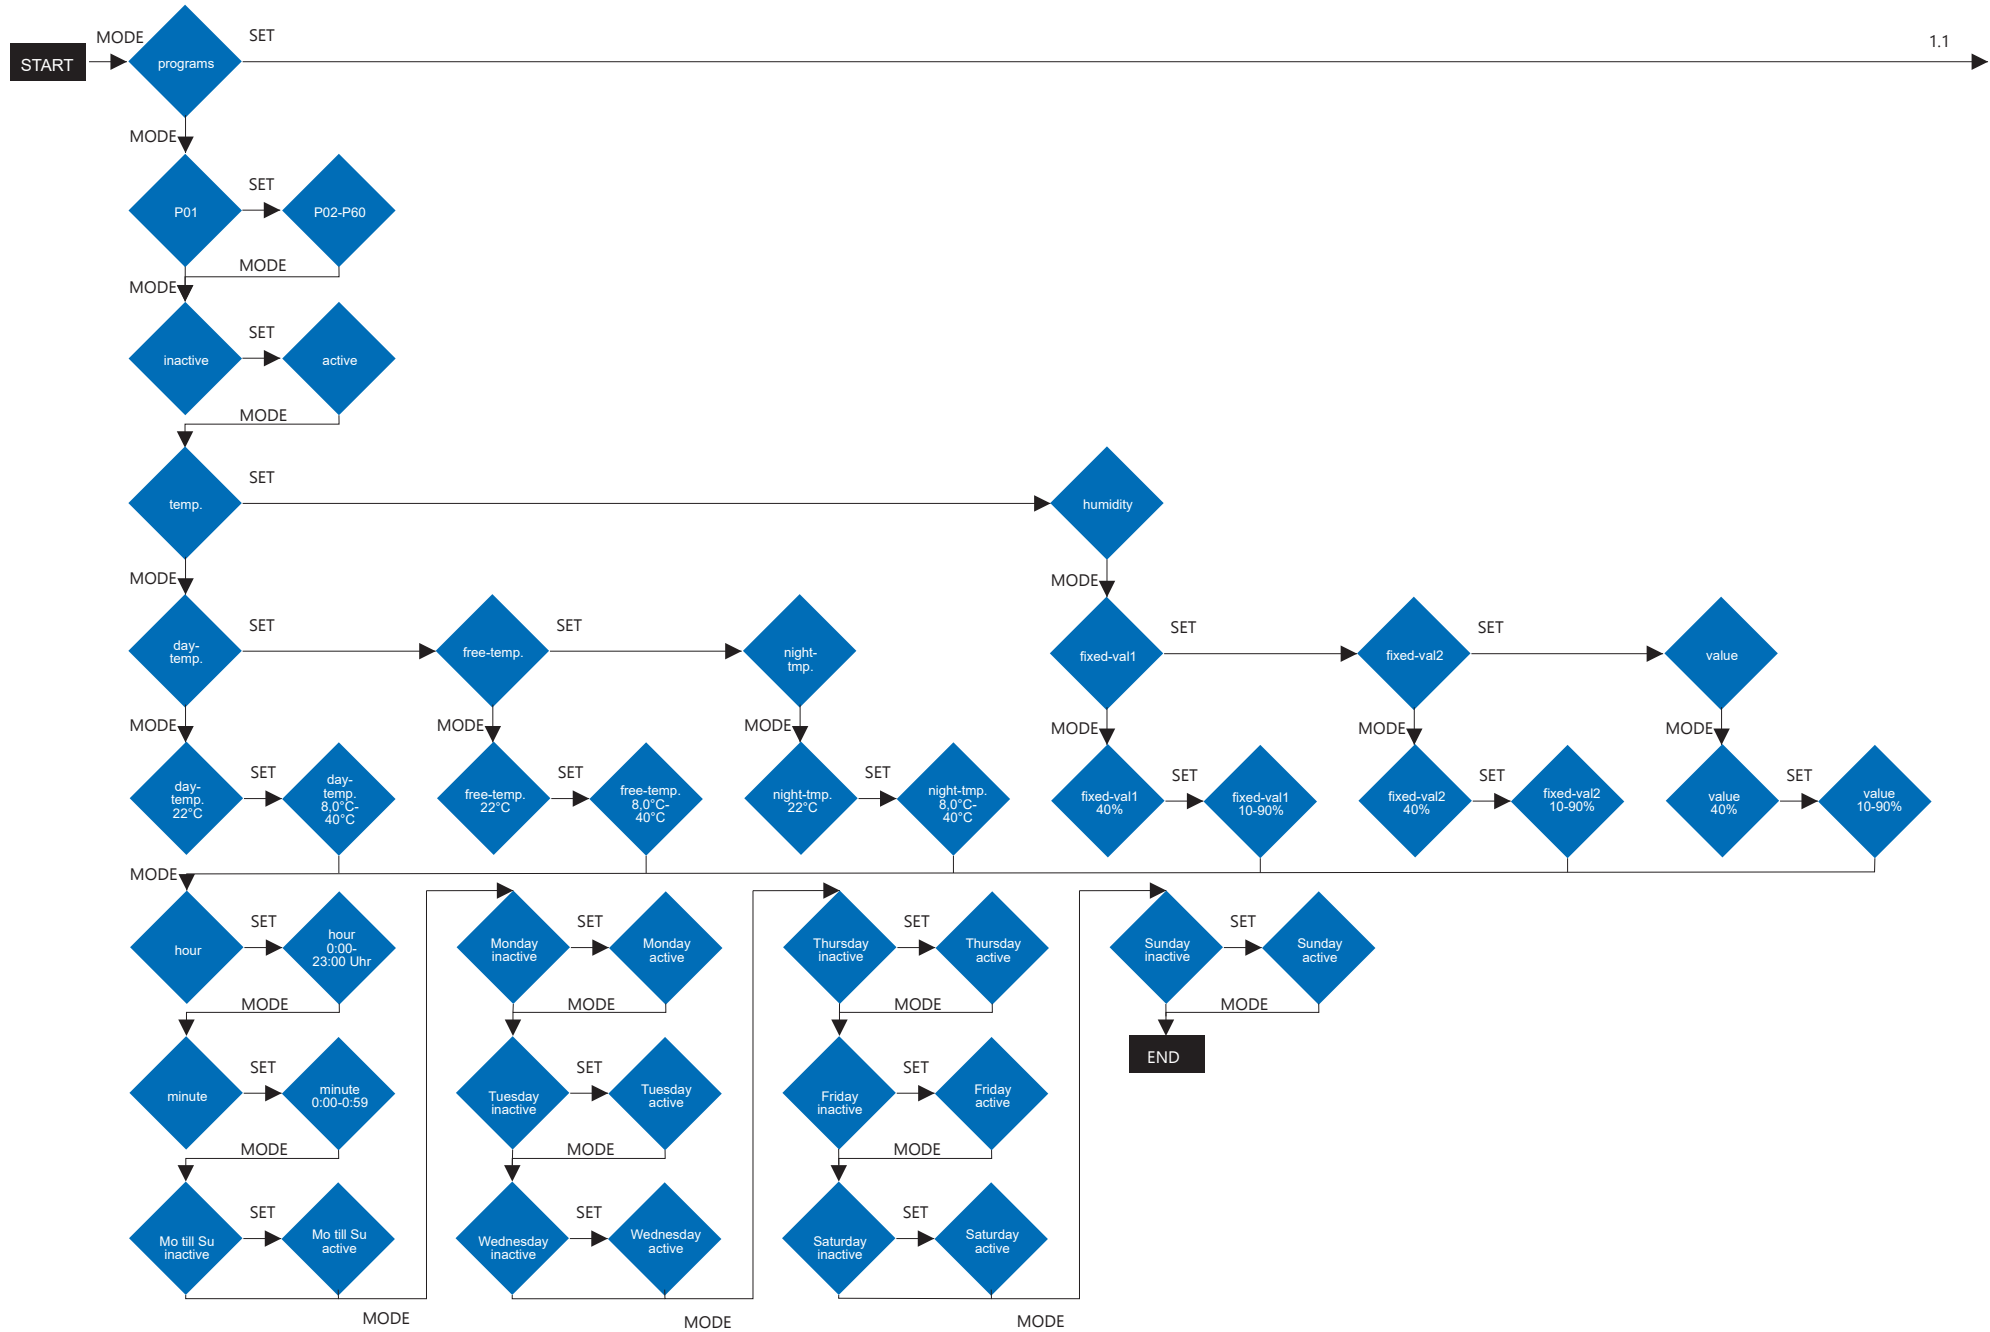 MODE
SET
1.1
START
programs
MODE
SET
P01
P02-P60
MODE
MODE
SET
inactive
active
MODE
SET
temp.
humidity
MODE
MODE
SET
SET
SET
SET
day-
temp.
free-temp.
night-
tmp.
fixed-val1
fixed-val2
value
MODE
MODE
MODE
MODE
MODE
MODE
SET
SET
SET
SET
SET
SET
day-
temp.
22°C
day-
temp.
8,0°C-
40°C
free-temp.
22°C
free-temp.
8,0°C-
40°C
night-tmp.
22°C
night-tmp.
8,0°C-
40°C
fixed-val1
40%
fixed-val1
10-90%
fixed-val2
40%
fixed-val2
10-90%
value
40%
value
10-90%
MODE
SET
SET
SET
SET
hour
hour
0:00-
23:00 Uhr
Monday
inactive
Monday
active
Thursday
inactive
Thursday
active
Sunday
inactive
Sunday
active
MODE
MODE
MODE
MODE
END
SET
SET
SET
minute
minute
0:00-0:59
Tuesday
inactive
Tuesday
active
Friday
inactive
Friday
active
MODE
MODE
MODE
SET
SET
SET
Mo till Su
inactive
Mo till Su
active
Wednesday
inactive
Wednesday
active
Saturday
inactive
Saturday
active
MODE
MODE
MODE